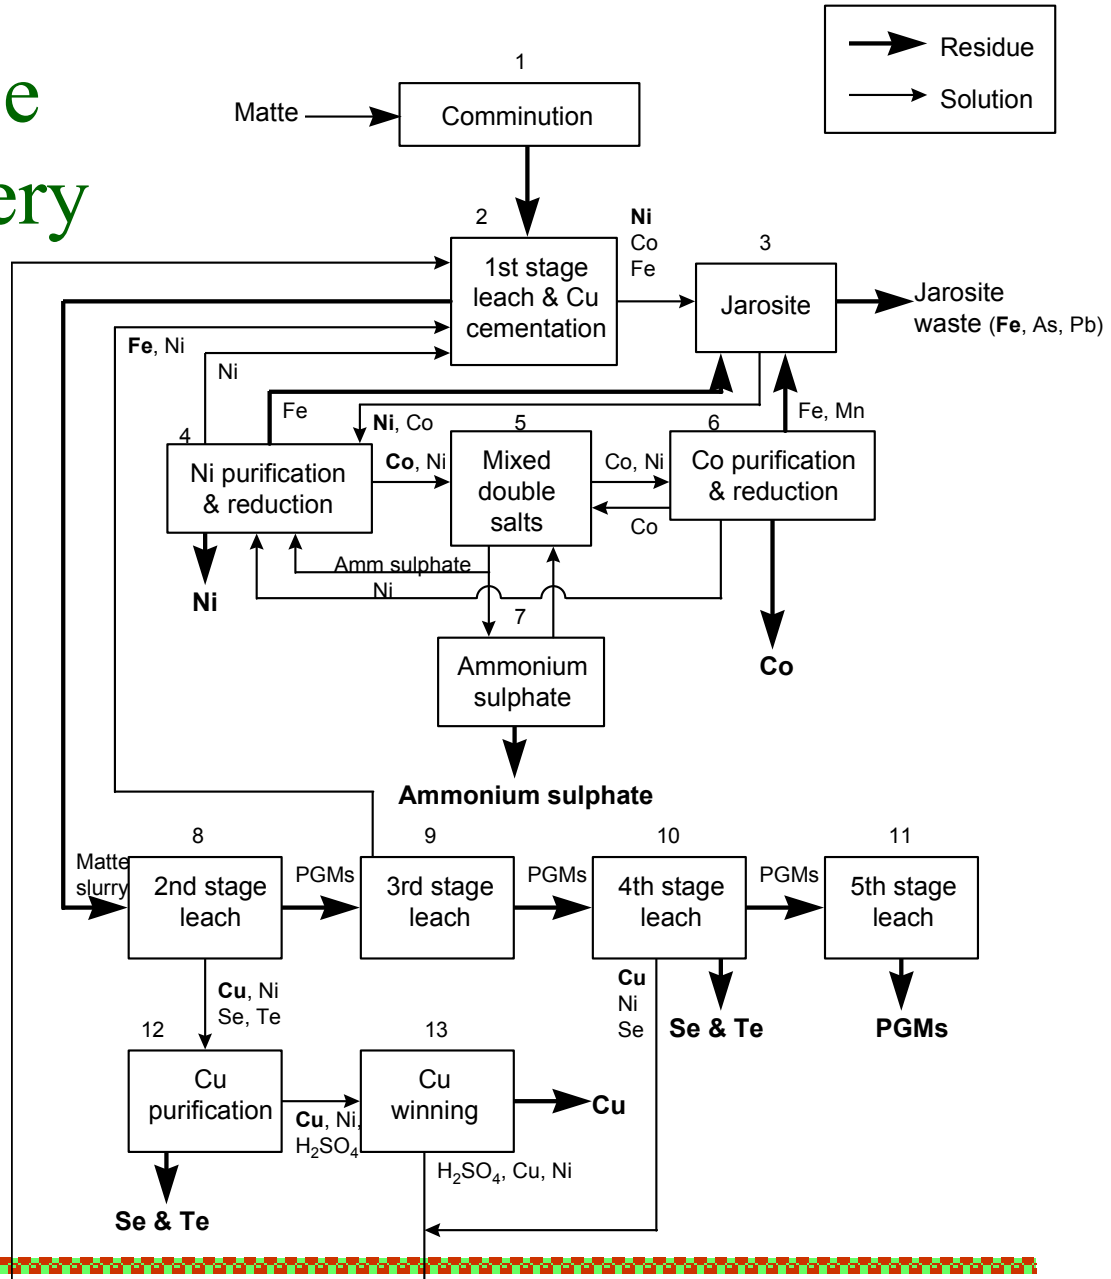 e
ery
Residue
Solution
1
Matte
Comminution
2
Ni
Co
Fe
3
1st stage
leach & Cu
cementation
Jarosite
Jarosite
waste (Fe, As, Pb)
Fe, Ni
Ni
Fe
Ni, Co
Fe, Mn
4
5
6
Ni purification
& reduction
Co, Ni
Mixed
double
salts
Co, Ni
Co
Co purification
& reduction
Amm sulphate
Ni
Ni
7
Co
Ammonium
sulphate
Ammonium sulphate
8
9
10
11
Matte
slurry
2nd stage
leach
PGMs
3rd stage
leach
PGMs
4th stage
leach
PGMs
5th stage
leach
Cu, Ni
Se, Te
Cu
Ni
Se
Se & Te
PGMs
12
13
Cu
purification
Cu, Ni,
H₂SO₄
Cu
winning
Cu
H₂SO₄, Cu, Ni
Se & Te